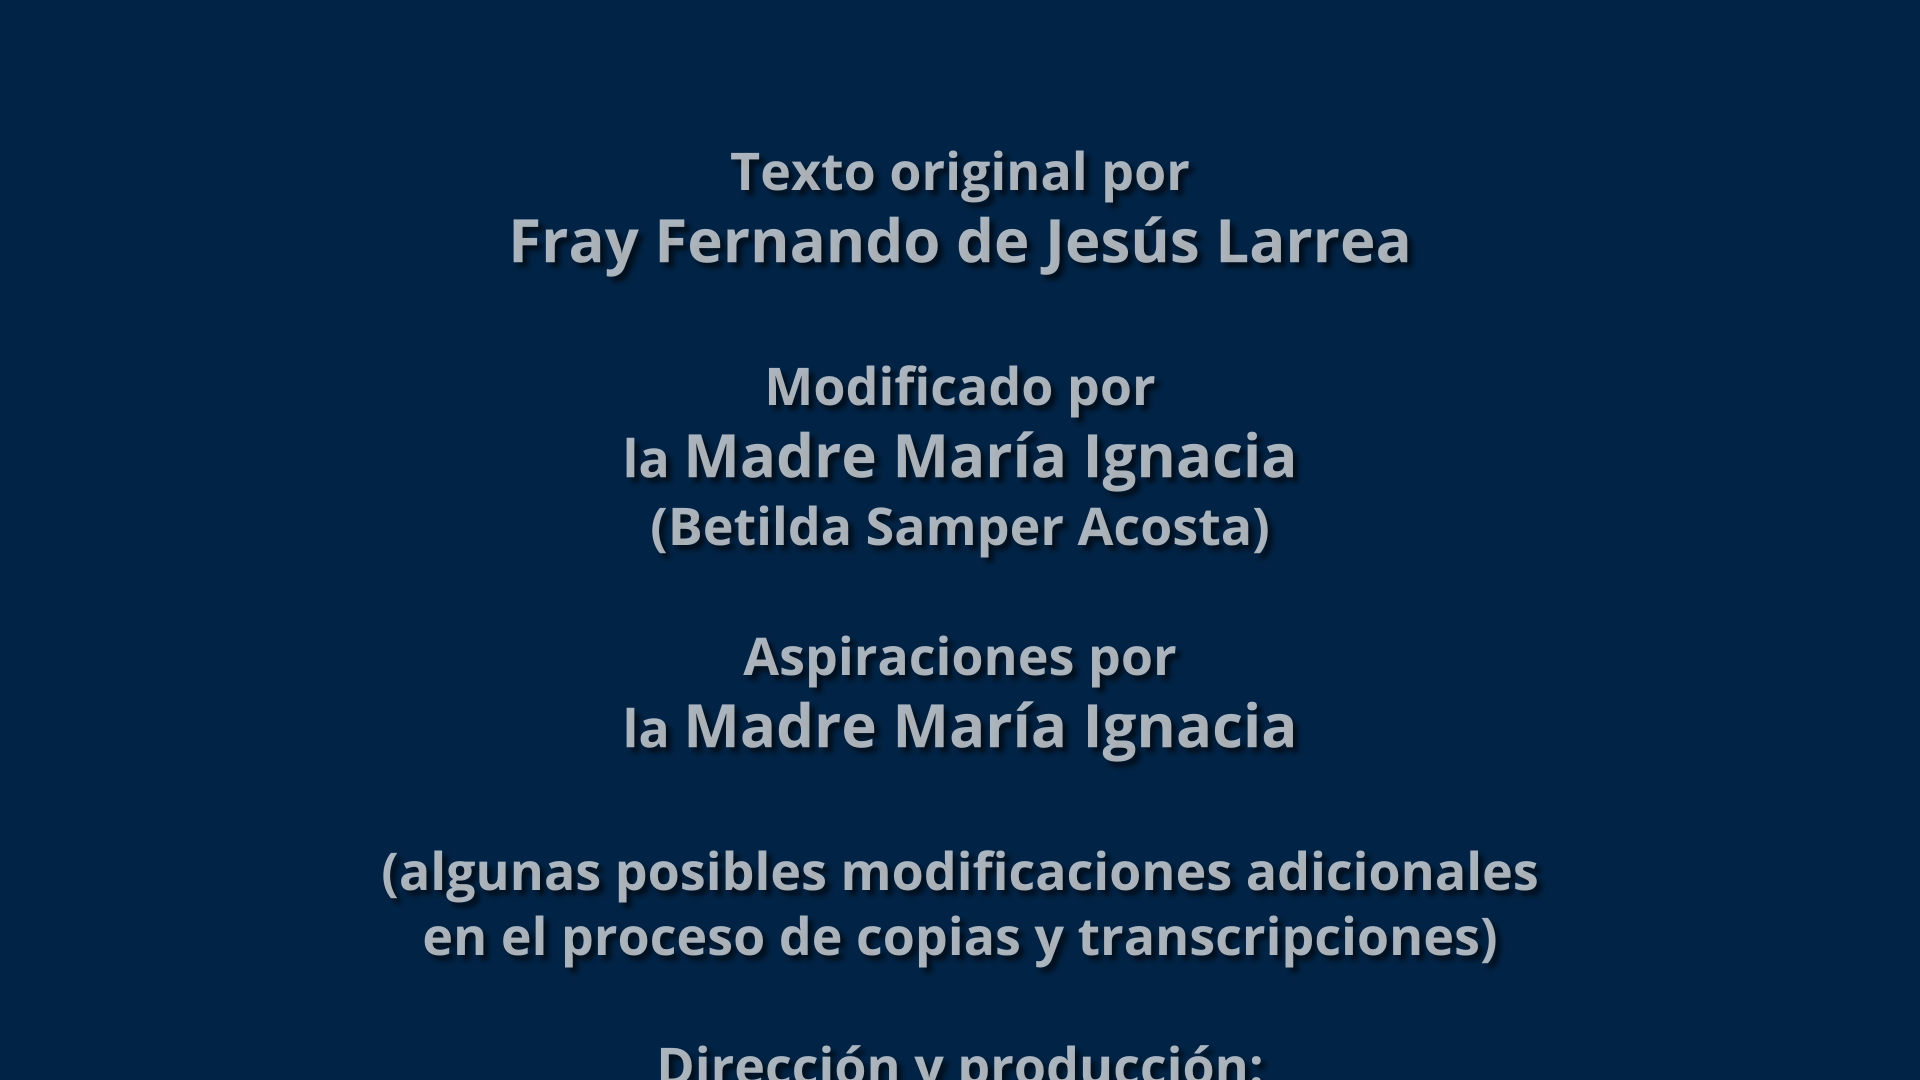 Texto original por
Fray Fernando de Jesús Larrea
Modificado por
la Madre María Ignacia
(Betilda Samper Acosta)
Aspiraciones por
la Madre María Ignacia
(algunas posibles modificaciones adicionales
en el proceso de copias y transcripciones)
Dirección y producción: